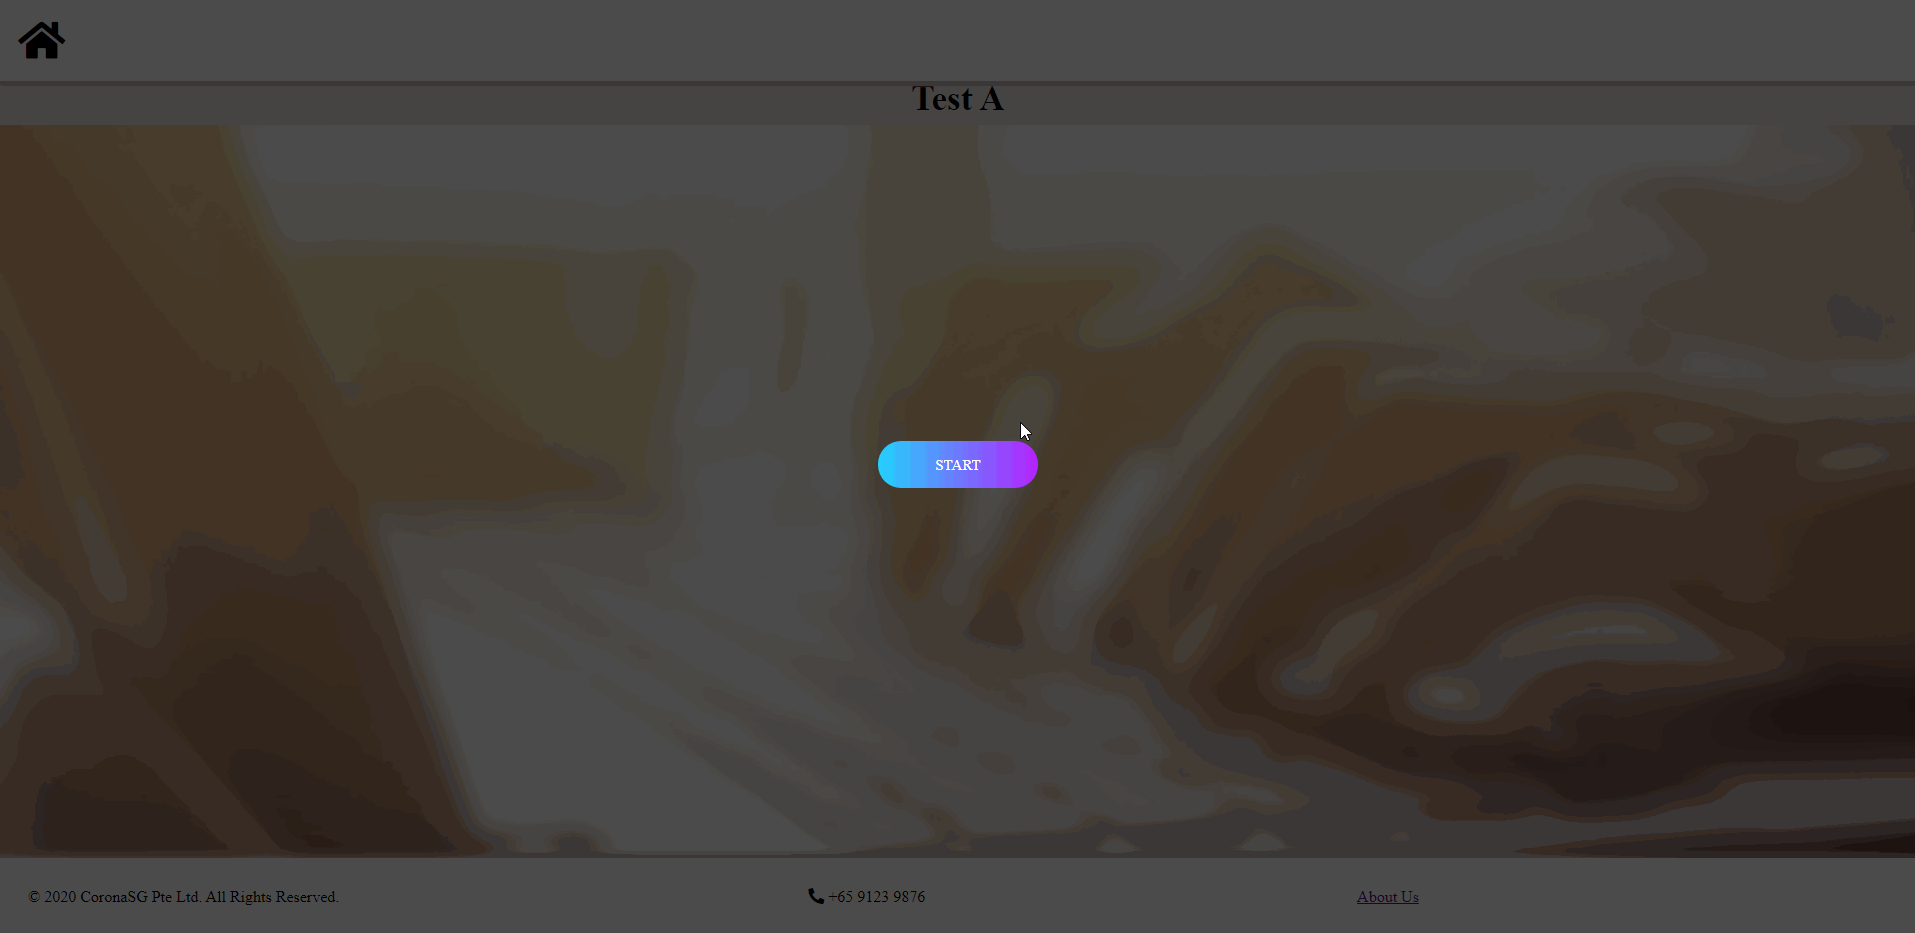 Test A
START
© 2020 CoronaSG Pte Ltd. All Rights Reserved.
+65 9123 9876
About Us